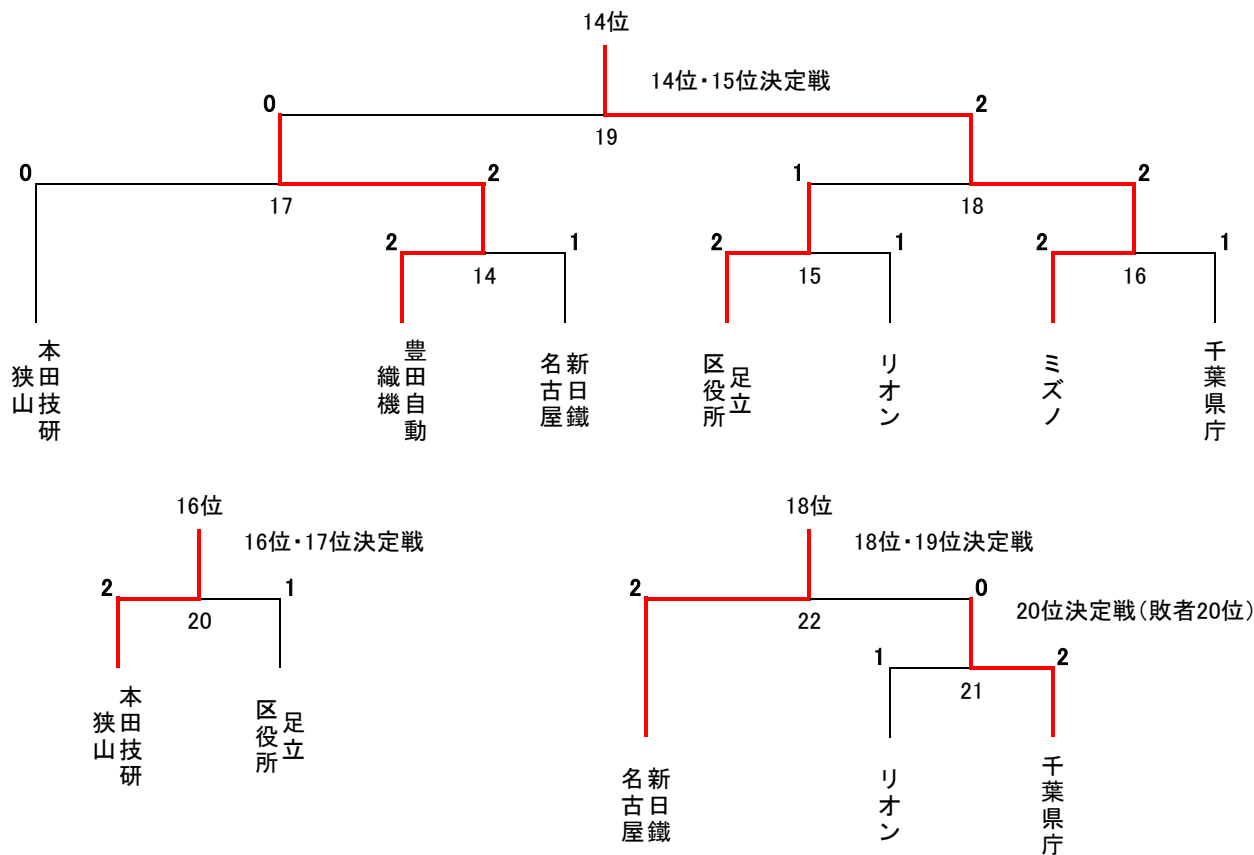 14位
14位・15位決定戦
0
2
19
0
2
1
2
17
18
2
1
2
1
2
1
14
15
16
本田技研
狭山
豊田自動
織機
新日鐵
名古屋
足立
区役所
リオン
ミズノ
千葉県庁
16位
16位・17位決定戦
2
1
20
本田技研
狭山
足立
区役所
18位
18位・19位決定戦
2
0
22
20位決定戦（敗者20位）
1
2
21
新日鐵
名古屋
リオン
千葉県庁